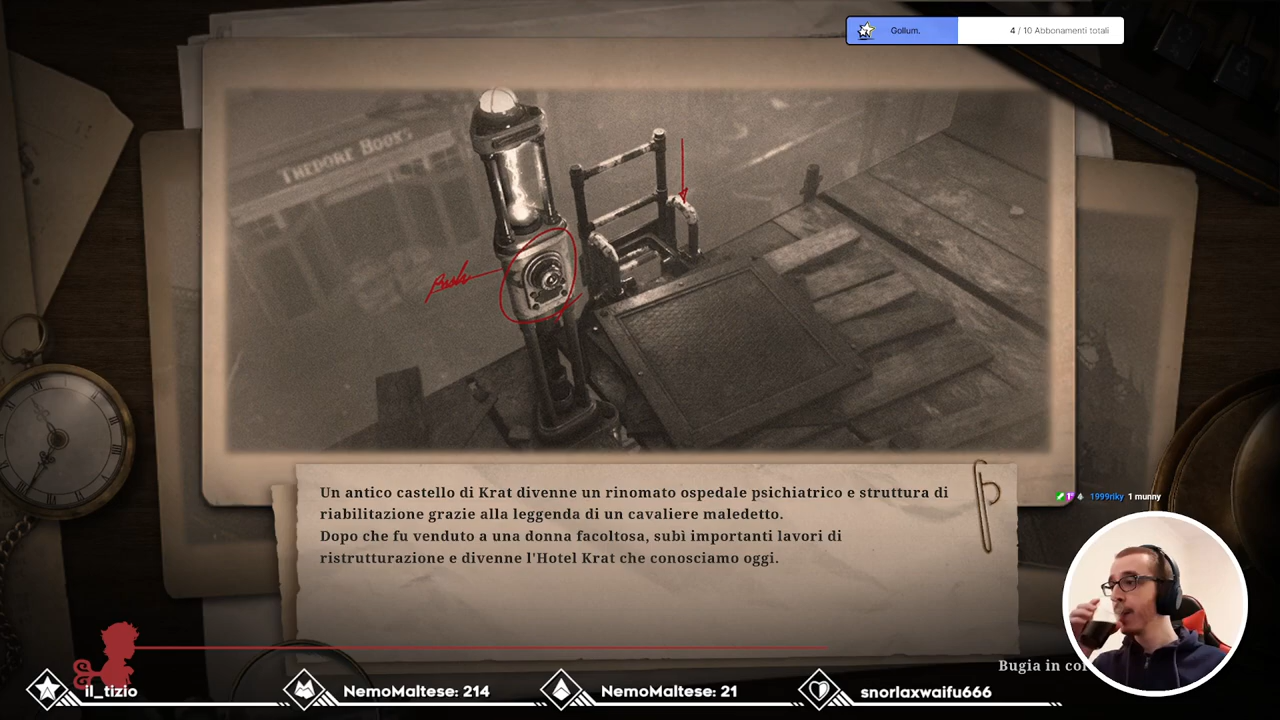 Gollum.
4 / 10 Abbonamenti totali
THEDORE BOOK'S
Push
Un antico castello di Krat divenne un rinomato ospedale psichiatrico e struttura di
riabilitazione grazie alla leggenda di un cavaliere maledetto.
Dopo che fu venduto a una donna facoltosa, subì importanti lavori di
ristrutturazione e divenne l'Hotel Krat che conosciamo oggi.
1999riky 1 munny
Bugia in
il_tizio
NemoMaltese: 214
NemoMaltese: 21
snorlaxwaifu666